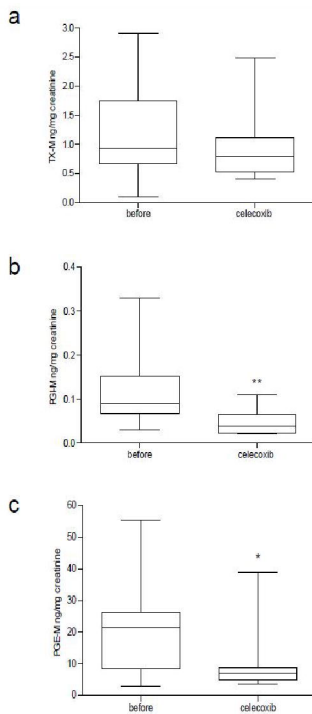 a
TX-M ng/mg creatinine
3.0
2.5
2.0
1.5
1.0
0.5
0.0
before celecoxib
b
PGI-M ng/mg creatinine
0.4
0.3
0.2
0.1
0.0
**
before celecoxib
c
PGE-M ng/mg creatinine
60
50
40
30
20
10
0
*
before celecoxib